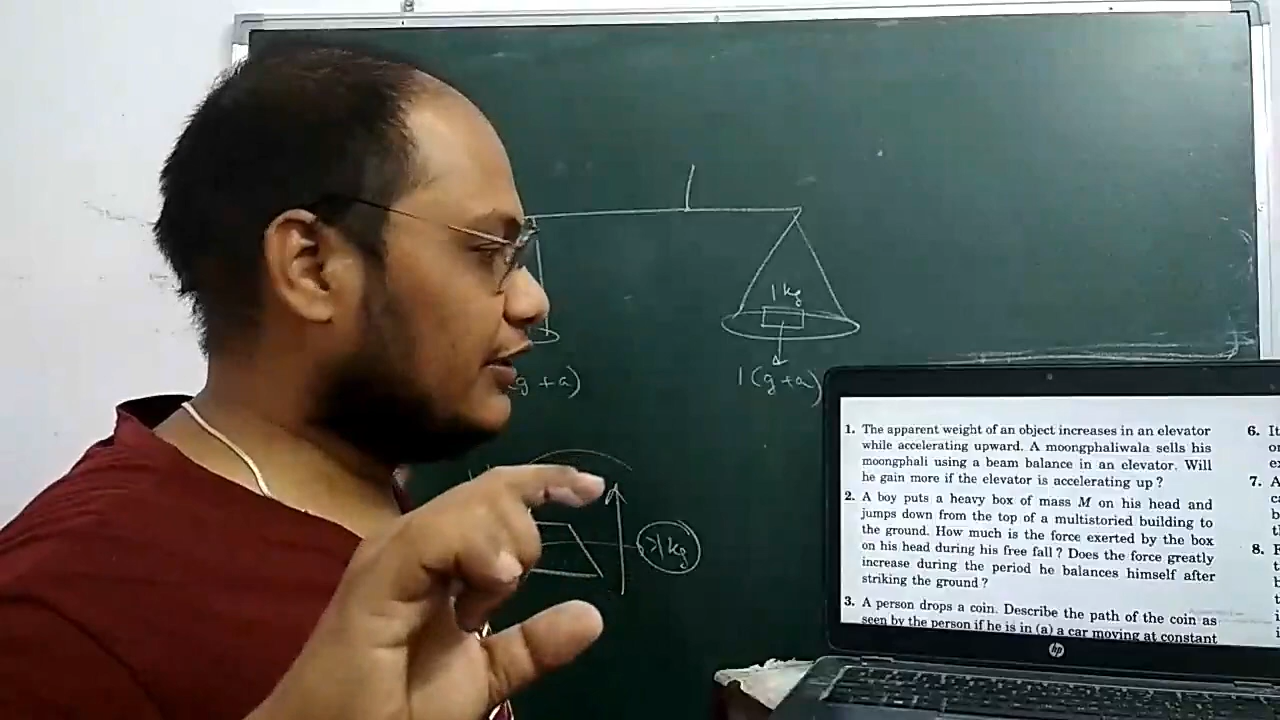 1 kg
g + a)
1 (g + a)
>1 kg
1. The apparent weight of an object increases in an elevator
while accelerating upward. A moongphaliwala sells his
moongphali using a beam balance in an elevator. Will
he gain more if the elevator is accelerating up ?
2. A boy puts a heavy box of mass M on his head and
jumps down from the top of a multistoried building to
the ground. How much is the force exerted by the box
on his head during his free fall ? Does the force greatly
increase during the period he balances himself after
striking the ground ?
3. A person drops a coin. Describe the path of the coin as
seen by the person if he is in (a) a car moving at constant
6. It
7. A
8.
hp